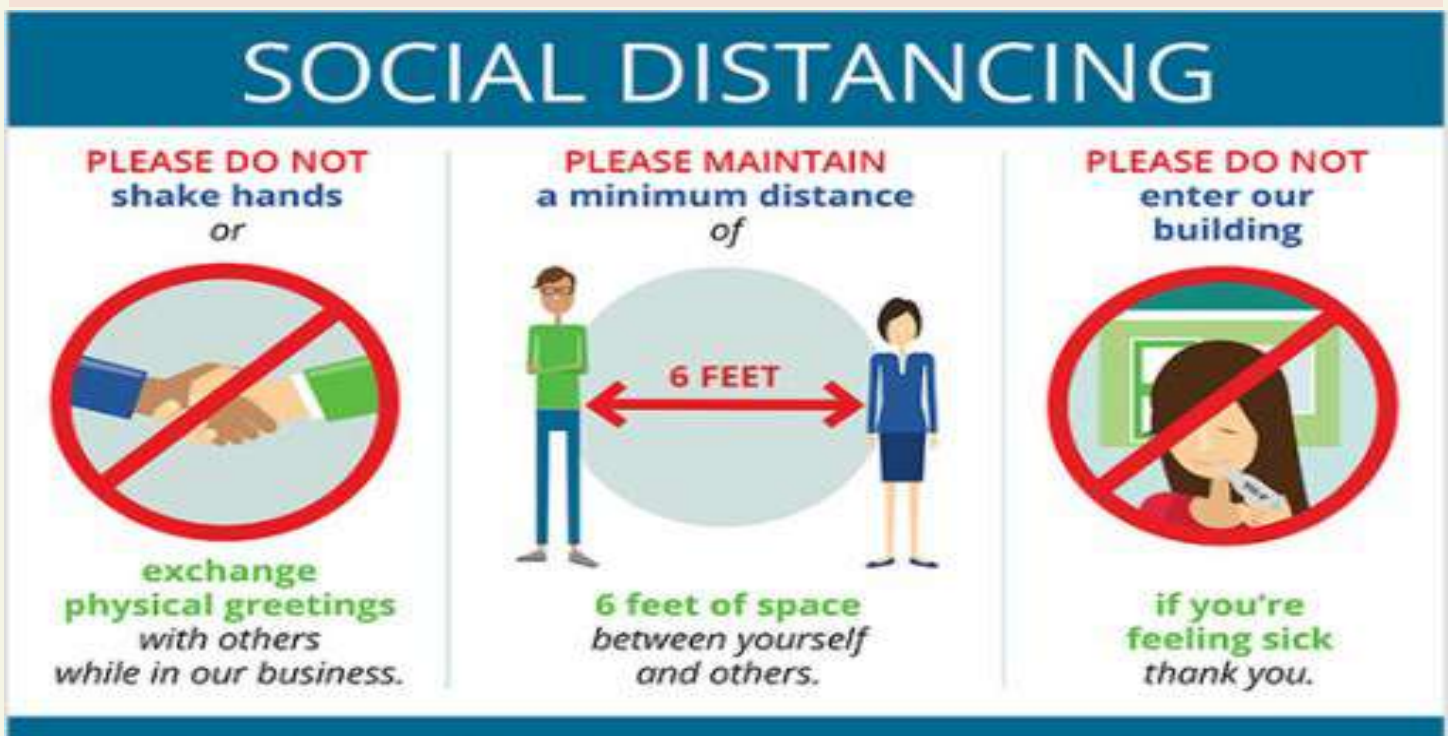 SOCIAL DISTANCING
PLEASE DO NOT
shake hands
or
exchange
physical greetings
with others
while in our business.
PLEASE MAINTAIN
a minimum distance
of
6 FEET
6 feet of space
between yourself
and others.
PLEASE DO NOT
enter our
building
if you're
feeling sick
thank you.